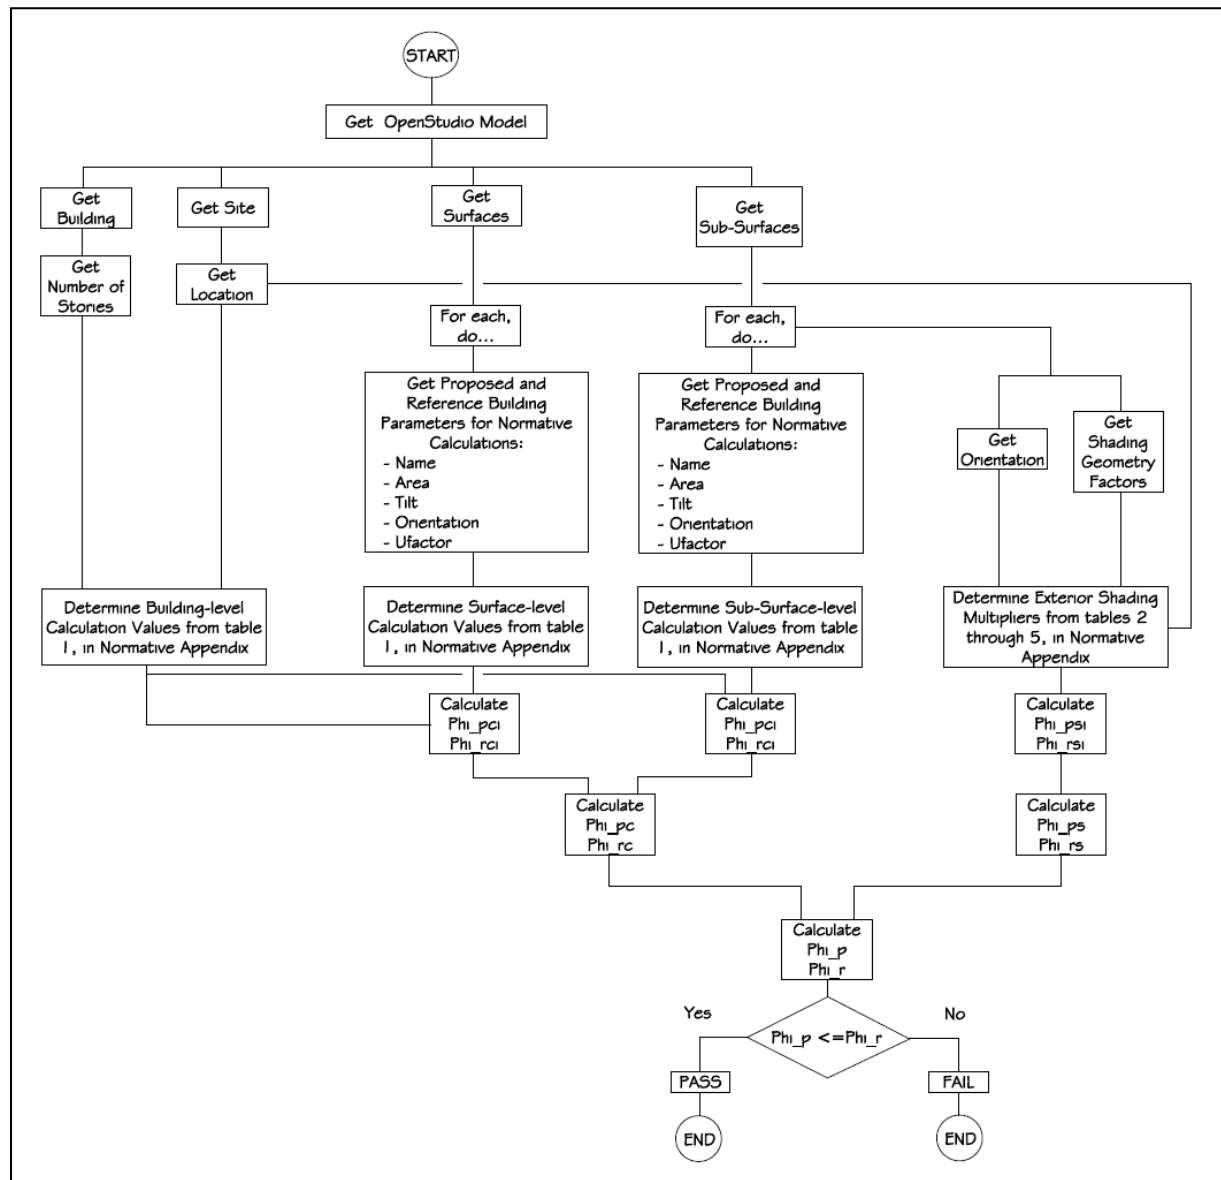 START
Get OpenStudio Model
Get
Building
Get Site
Get
Surfaces
Get
Sub-Surfaces
Get
Number of
Stories
Get
Location
For each,
do...
For each,
do...
Get Proposed and
Reference Building
Parameters for Normative
Calculations:
- Name
- Area
- Tilt
- Orientation
- Ufactor
Get Proposed and
Reference Building
Parameters for Normative
Calculations:
- Name
- Area
- Tilt
- Orientation
- Ufactor
Get
Orientation
Get
Shading
Geometry
Factors
Determine Building-level
Calculation Values from table
1, in Normative Appendix
Determine Surface-level
Calculation Values from table
1, in Normative Appendix
Determine Sub-Surface-level
Calculation Values from table
1, in Normative Appendix
Determine Exterior Shading
Multipliers from tables 2
through 5, in Normative
Appendix
Calculate
Phi_pci
Phi_rci
Calculate
Phi_pci
Phi_rci
Calculate
Phi_psi
Phi_rsi
Calculate
Phi_pc
Phi_rc
Calculate
Phi_ps
Phi_rs
Calculate
Phi_p
Phi_r
Yes
No
Phi_p <=Phi_r
PASS
FAIL
END
END